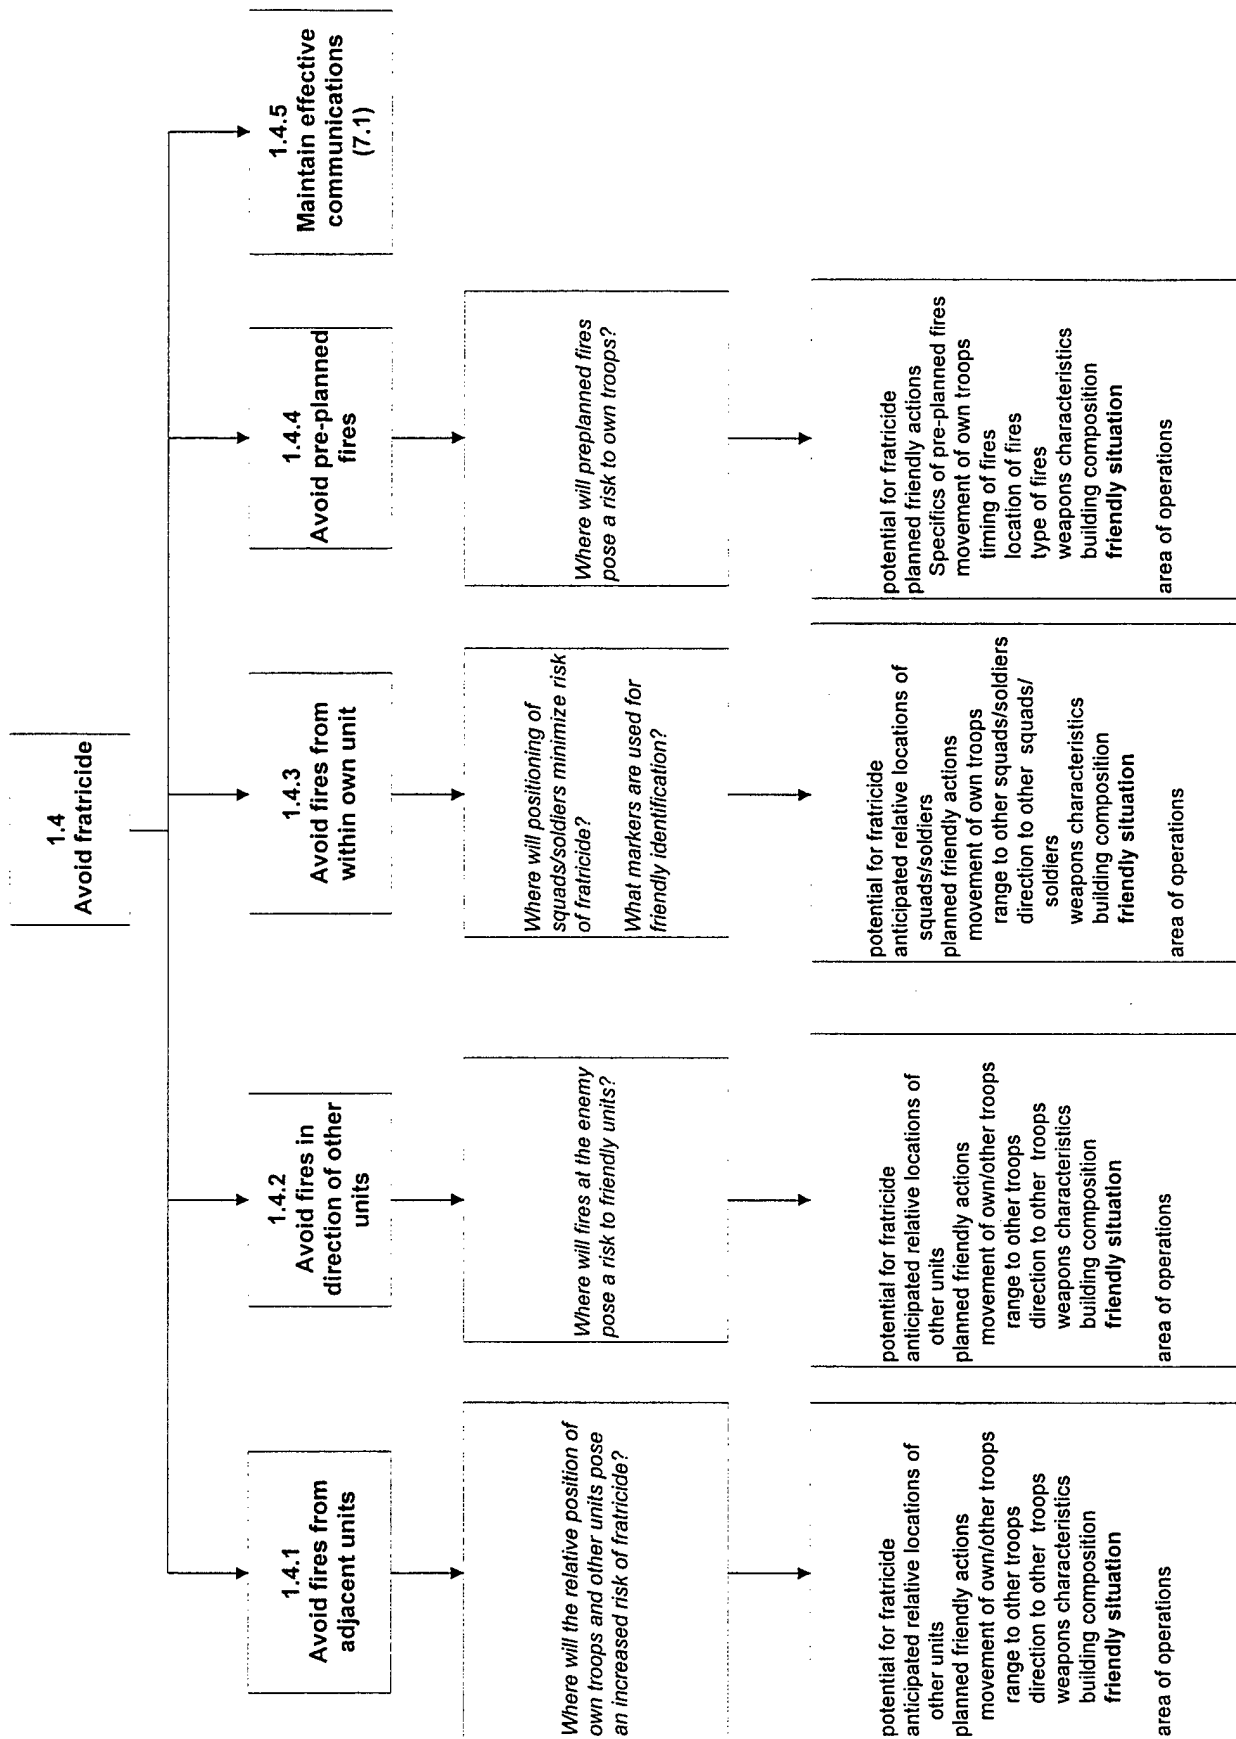 1.4
Avoid fratricide
1.4.1
Avoid fires from
adjacent units
1.4.2
Avoid fires in
direction of other
units
1.4.3
Avoid fires from
within own unit
1.4.4
Avoid pre-planned
fires
1.4.5
Maintain effective
communications
(7.1)
Where will the relative position of
own troops and other units pose
an increased risk of fratricide?
Where will fires at the enemy
pose a risk to friendly units?
Where will positioning of
squads/soldiers minimize risk
of fratricide?
What markers are used for
friendly identification?
Where will preplanned fires
pose a risk to own troops?
potential for fratricide
anticipated relative locations of
other units
planned friendly actions
movement of own/other troops
range to other troops
direction to other troops
weapons characteristics
building composition
friendly situation
area of operations
potential for fratricide
anticipated relative locations of
other units
planned friendly actions
movement of own/other troops
range to other troops
direction to other troops
weapons characteristics
building composition
friendly situation
area of operations
potential for fratricide
anticipated relative locations of
squads/soldiers
planned friendly actions
movement of own troops
range to other squads/soldiers
direction to other squads/
soldiers
weapons characteristics
building composition
friendly situation
area of operations
potential for fratricide
planned friendly actions
Specifics of pre-planned fires
movement of own troops
timing of fires
location of fires
type of fires
weapons characteristics
building composition
friendly situation
area of operations